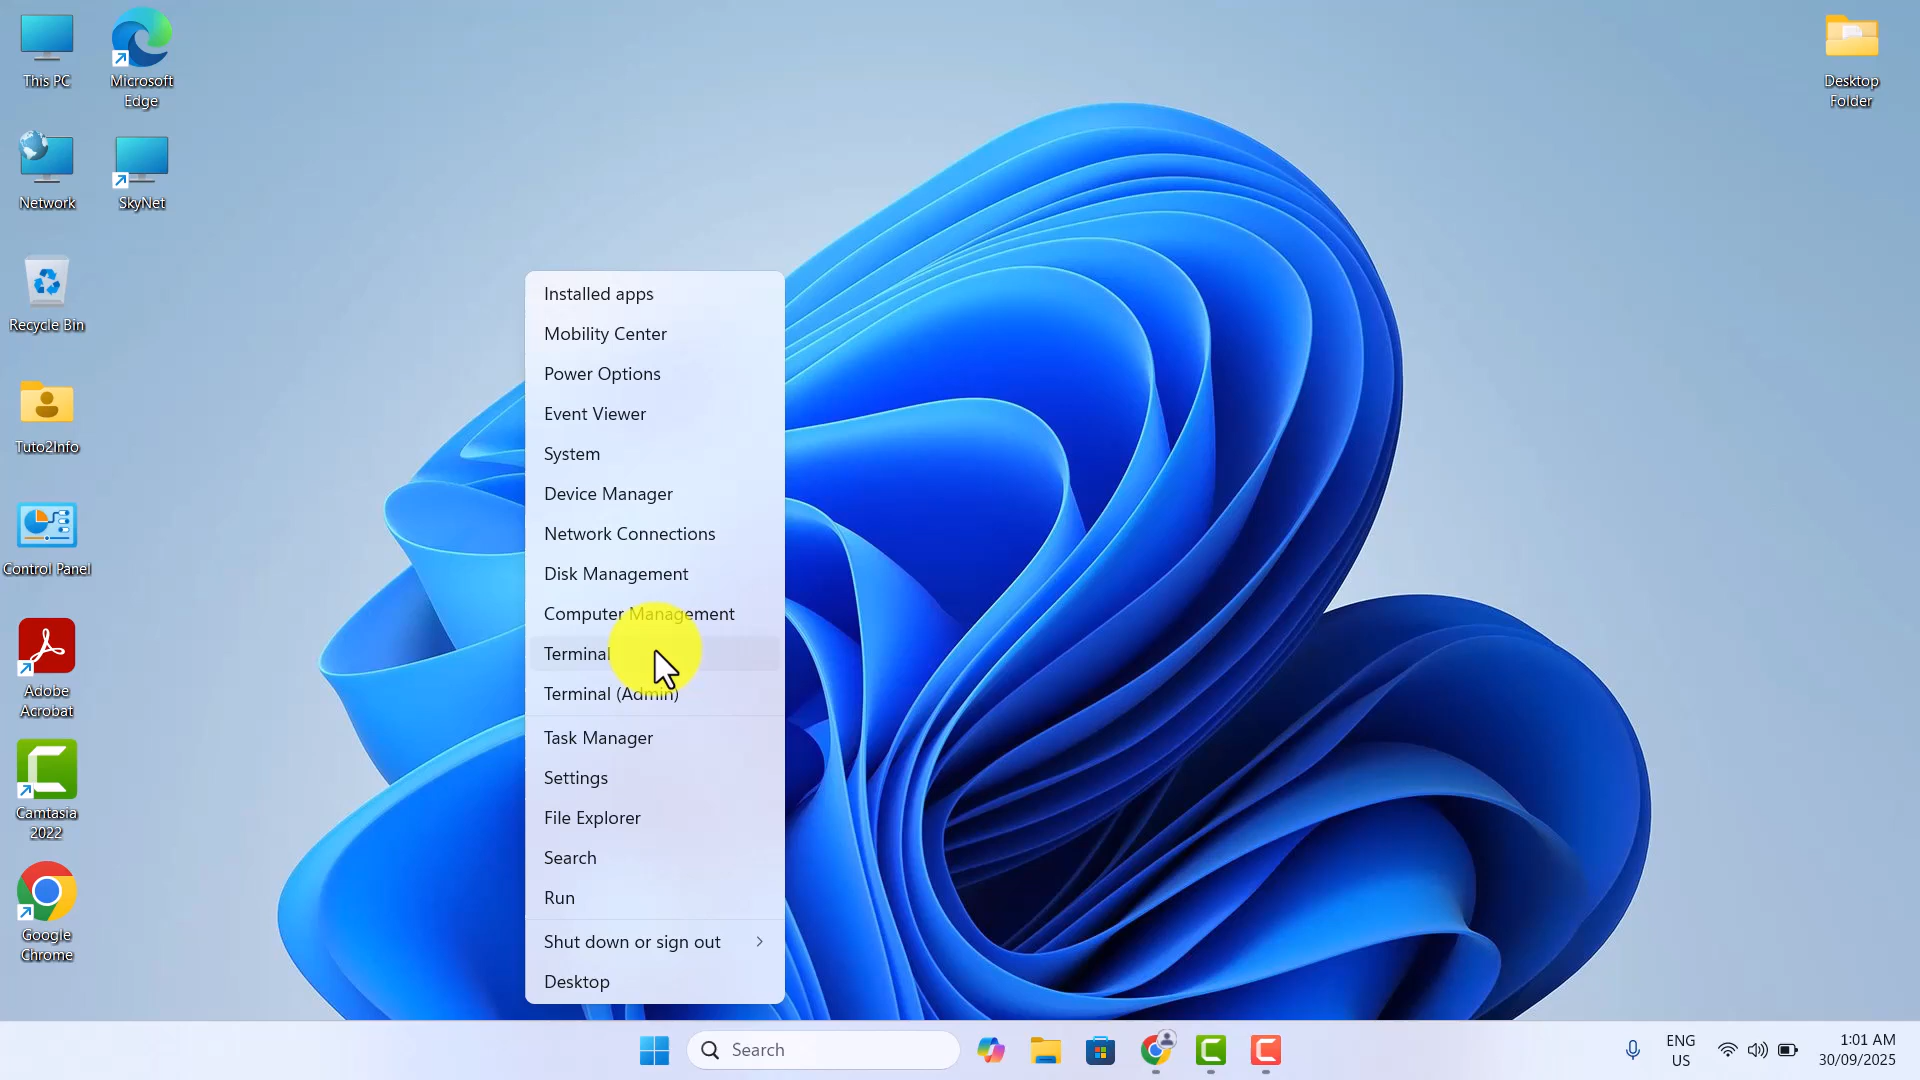 This PC
Microsoft
Edge
Network
SkyNet
Recycle Bin
Tuto2Info
Control Panel
Adobe
Acrobat
Camtasia
2022
Google
Chrome
Desktop
Folder
Installed apps
Mobility Center
Power Options
Event Viewer
System
Device Manager
Network Connections
Disk Management
Computer Management
Terminal
Terminal (Admin)
Task Manager
Settings
File Explorer
Search
Run
Shut down or sign out
Desktop
Search
ENG
US
1:01 AM
30/09/2025